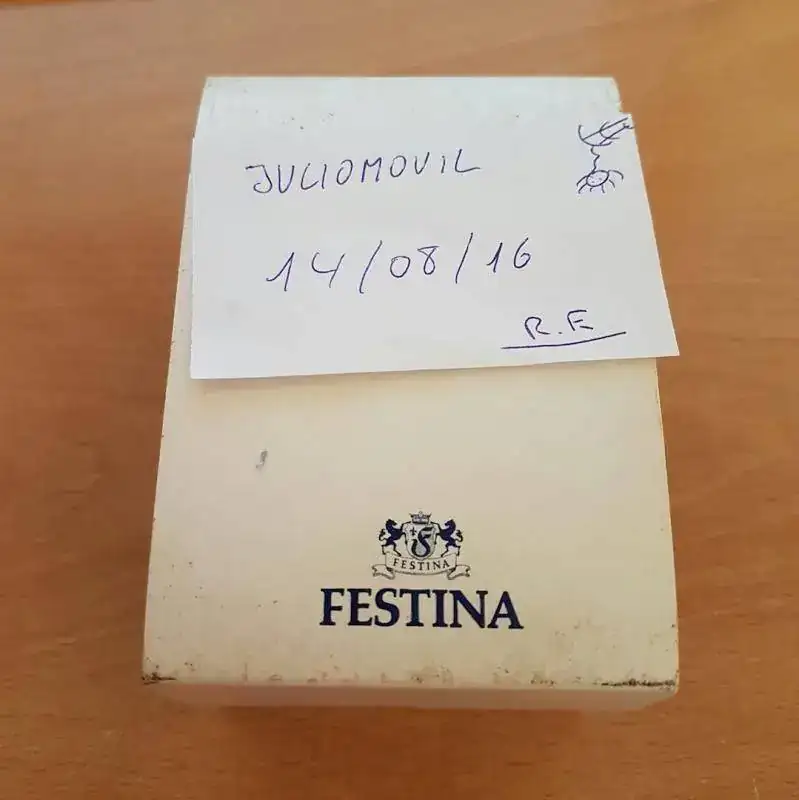 JULIOMOVIL
14/08/16
R.E
FESTINA
FESTINA